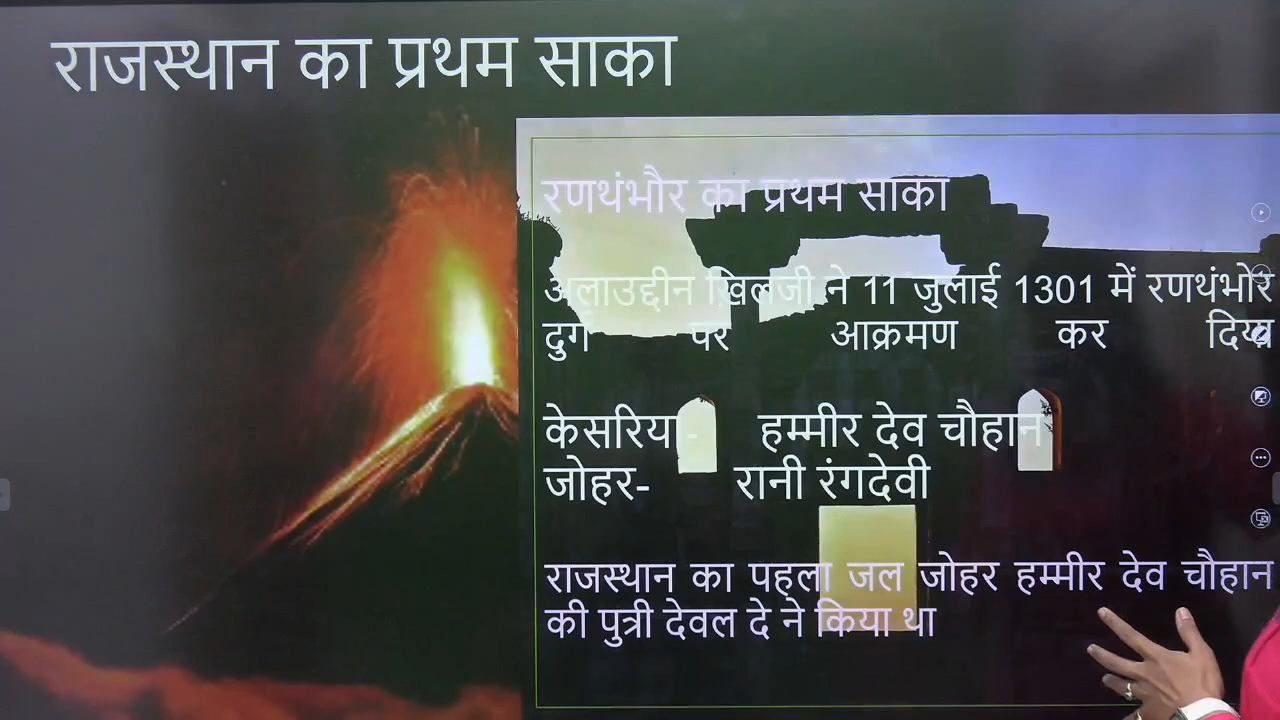 राजस्थान का प्रथम साका
रणथंभौर का प्रथम साका
अलाउद्दीन खिलजी ने 11 जुलाई 1301 में रणथंभोर
दुर्ग पर आक्रमण कर दिया
केसरिया- हम्मीर देव चौहान
जोहर- रानी रंगदेवी
राजस्थान का पहला जल जोहर हम्मीर देव चौहान
की पुत्री देवल दे ने किया था